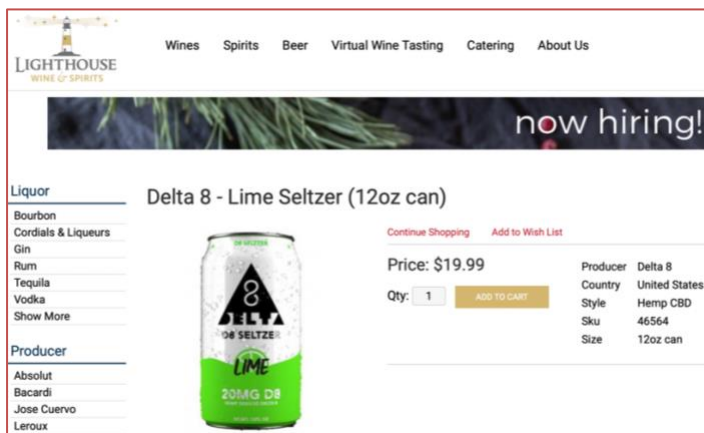 LIGHTHOUSE
WINE & SPIRITS
Wines Spirits Beer Virtual Wine Tasting Catering About Us
now hiring!
Liquor
Bourbon
Cordials & Liqueurs
Gin
Rum
Tequila
Vodka
Show More
Producer
Absolut
Bacardi
Jose Cuervo
Leroux
Delta 8 - Lime Seltzer (12oz can)
D8 SELTZER
8
DELTA
D8 SELTZER
LIME
20MG D8
Continue Shopping Add to Wish List
Price: $19.99
Qty: 1 ADD TO CART
Producer Delta 8
Country United States
Style Hemp CBD
Sku 46564
Size 12oz can